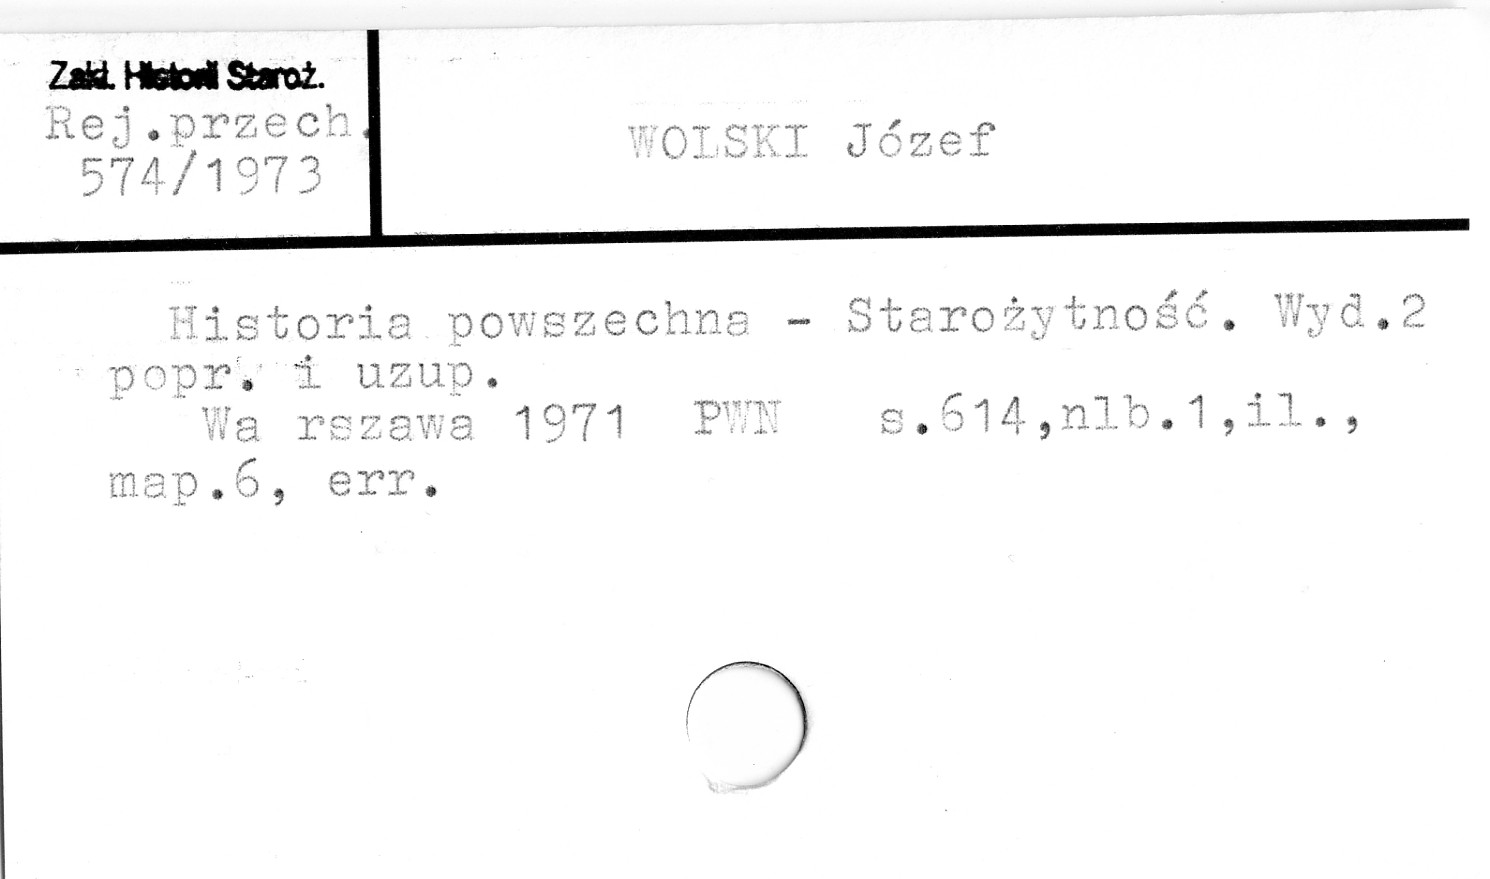 Zakł. Historii Staroż.
Rej.przech.
574/1973
WOLSKI Józef
Historia powszechna - Starożytność. Wyd.2
popr. i uzup.
Wa rszawa 1971 PWN s.614,nlb.1,il.,
map.6, err.